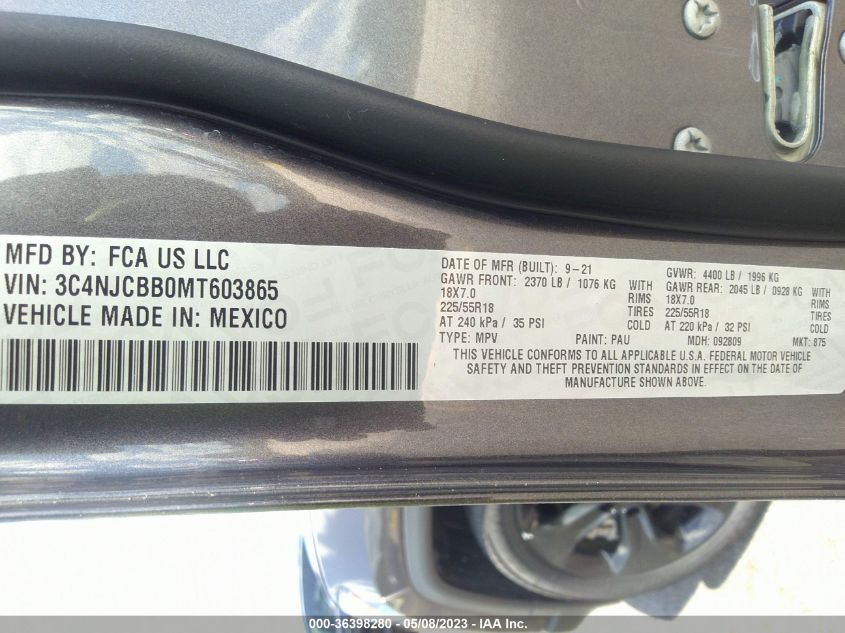 MFD BY: FCA US LLC
VIN: 3C4NJCBB0MT603865
VEHICLE MADE IN: MEXICO
DATE OF MFR (BUILT): 9-21 GVWR: 4400 LB / 1996 KG
GAWR FRONT: 2370 LB / 1076 KG WITH GAWR REAR: 2045 LB / 0928 KG WITH
18X7.0 RIMS 18X7.0 RIMS
225/55R18 TIRES 225/55R18 TIRES
AT 240 kPa / 35 PSI COLD AT 220 kPa / 32 PSI COLD
TYPE: MPV PAINT: PAU MDH: 092809 MKT: 875
THIS VEHICLE CONFORMS TO ALL APPLICABLE U.S.A. FEDERAL MOTOR VEHICLE
SAFETY AND THEFT PREVENTION STANDARDS IN EFFECT ON THE DATE OF
MANUFACTURE SHOWN ABOVE.
000-36398280 - 05/08/2023 - IAA Inc.